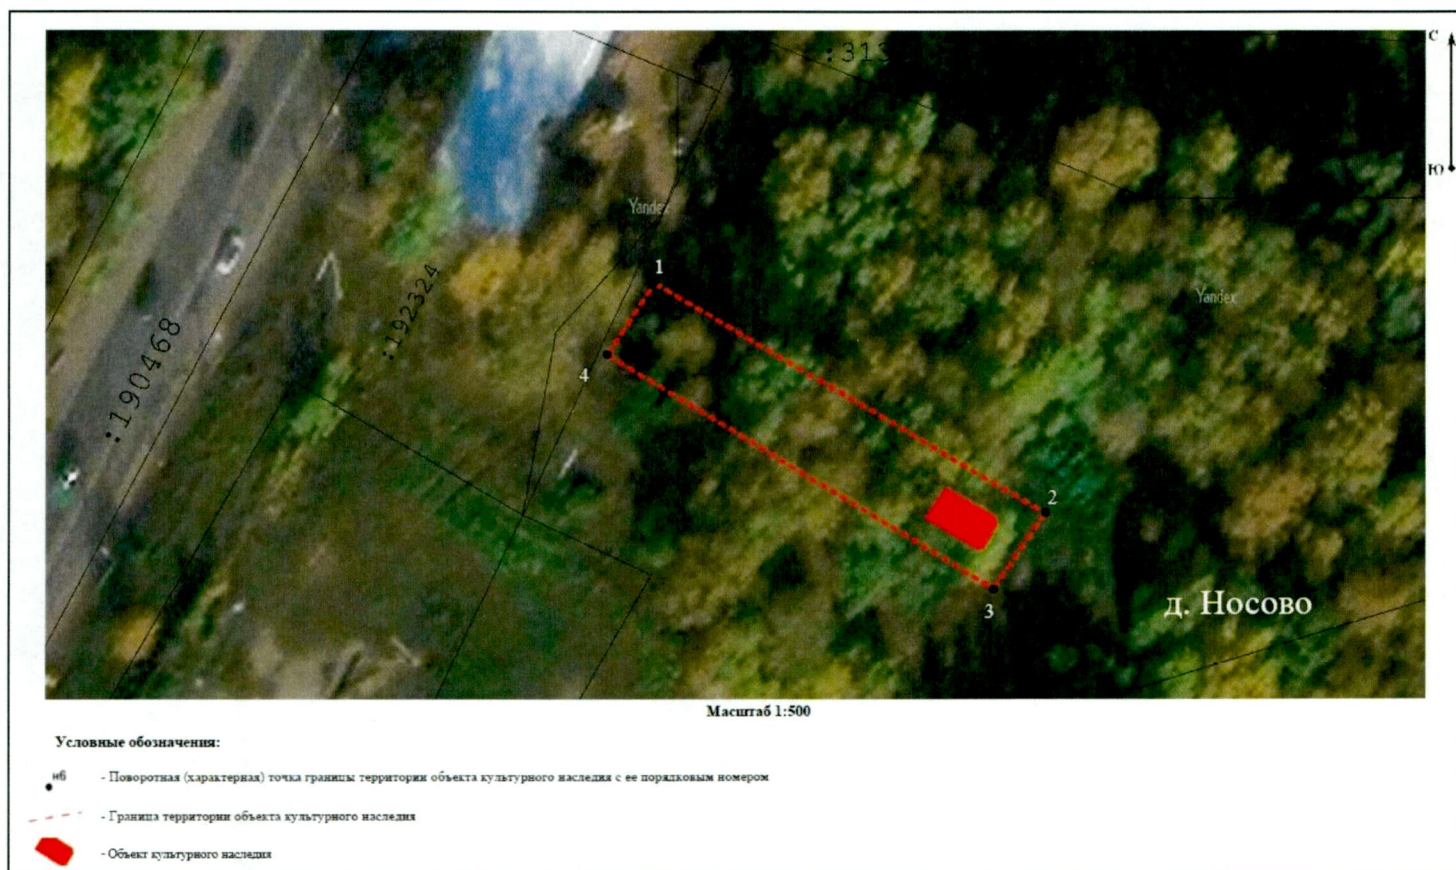 С
:313
Ю
Yandex
1
Yandex
:192324
:190468
4
2
3
д. Носово
Масштаб 1:500
Условные обозначения:
н6 - Поворотная (характерная) точка границы территории объекта культурного наследия с ее порядковым номером
- Граница территории объекта культурного наследия
- Объект культурного наследия